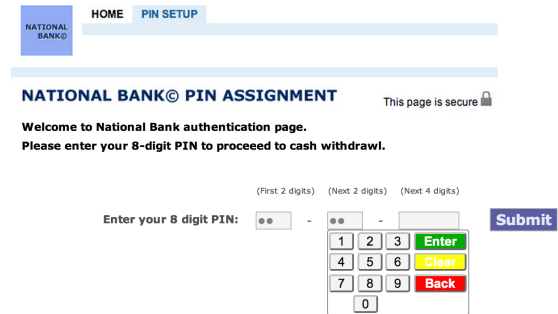 HOME PIN SETUP
NATIONAL
BANK©
NATIONAL BANK© PIN ASSIGNMENT
This page is secure
Welcome to National Bank authentication page.
Please enter your 8-digit PIN to proceeed to cash withdrawl.
(First 2 digits) (Next 2 digits) (Next 4 digits)
Enter your 8 digit PIN: •• - •• - Submit
1 2 3 Enter
4 5 6 Clear
7 8 9 Back
0